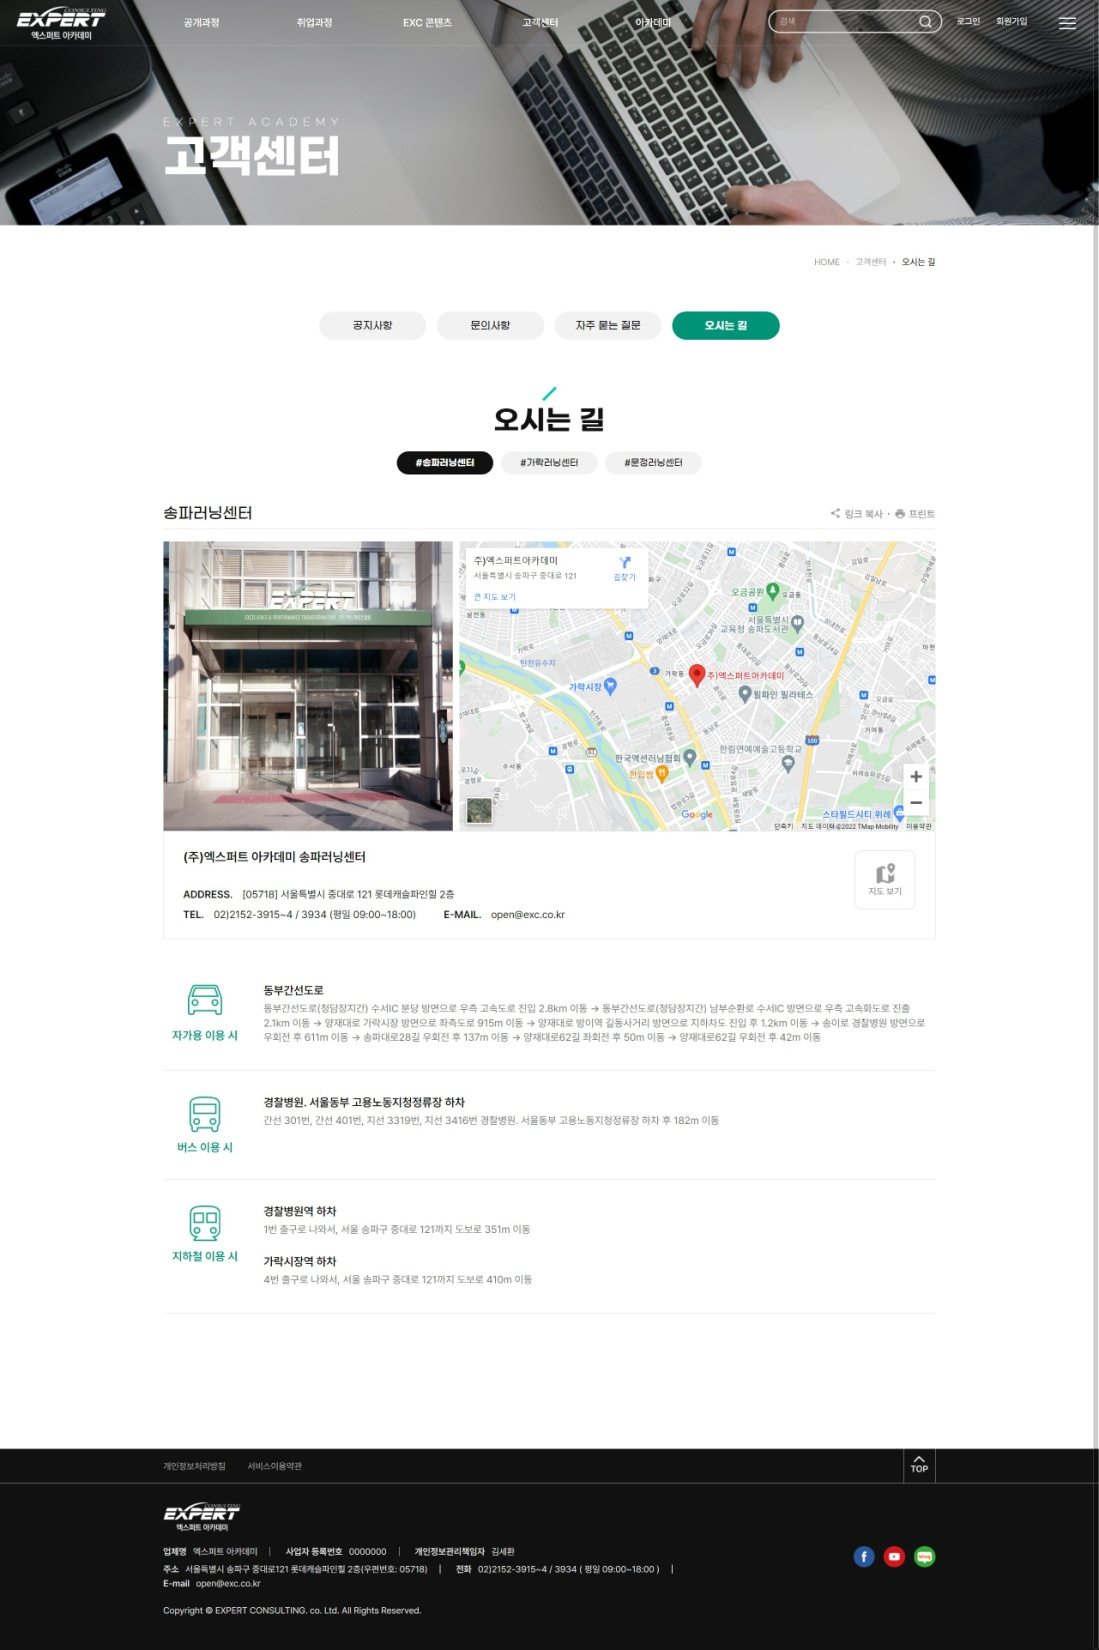 EXPERT CONSULTING
엑스퍼트 아카데미
공개과정
취업과정
EXC 콘텐츠
고객센터
아카데미
검색
로그인
회원가입
EXPERT ACADEMY
고객센터
HOME · 고객센터 · 오시는 길
공지사항
문의사항
자주 묻는 질문
오시는 길
오시는 길
#송파러닝센터
#가락러닝센터
#문정러닝센터
송파러닝센터
링크 복사 · 프린트
EXPERT
주)엑스퍼트아카데미
서울특별시 송파구 중대로 121
길찾기
큰 지도 보기
오금공원
서울특별시
교육청 송파도서관
탄천유수지
가락시장
주)엑스퍼트아카데미
필파인 필라테스
한국액션러닝협회
한림연예예술고등학교
한입쌈
스타필드시티 위례
Google
단축키 지도 데이터 ©2022 TMap Mobility 이용약관
(주)엑스퍼트 아카데미 송파러닝센터
ADDRESS. [05718] 서울특별시 중대로 121 롯데캐슬파인힐 2층
TEL. 02)2152-3915~4 / 3934 (평일 09:00~18:00) E-MAIL. open@exc.co.kr
지도 보기
자가용 이용 시
동부간선도로
동부간선도로(청담장지간) 수서IC 분당 방면으로 우측 고속도로 진입 2.8km 이동 → 동부간선도로(청담장지간) 남부순환로 수서IC 방면으로 우측 고속화도로 진출
2.1km 이동 → 양재대로 가락시장 방면으로 좌측도로 915m 이동 → 양재대로 방이역 길동사거리 방면으로 지하차도 진입 후 1.2km 이동 → 송이로 경찰병원 방면으로
우회전 후 611m 이동 → 송파대로28길 우회전 후 137m 이동 → 양재대로62길 좌회전 후 50m 이동 → 양재대로62길 우회전 후 42m 이동
버스 이용 시
경찰병원. 서울동부 고용노동지청정류장 하차
간선 301번, 간선 401번, 지선 3319번, 지선 3416번 경찰병원. 서울동부 고용노동지청정류장 하차 후 182m 이동
지하철 이용 시
경찰병원역 하차
1번 출구로 나와서, 서울 송파구 중대로 121까지 도보로 351m 이동
가락시장역 하차
4번 출구로 나와서, 서울 송파구 중대로 121까지 도보로 410m 이동
개인정보처리방침
서비스이용약관
TOP
EXPERT CONSULTING
엑스퍼트 아카데미
업체명 엑스퍼트 아카데미 | 사업자 등록번호 0000000 | 개인정보관리책임자 김세환
주소 서울특별시 송파구 중대로121 롯데캐슬파인힐 2층(우편번호: 05718) | 전화 02)2152-3915~4 / 3934 ( 평일 09:00~18:00 ) |
E-mail open@exc.co.kr
Copyright © EXPERT CONSULTING. co. Ltd. All Rights Reserved.